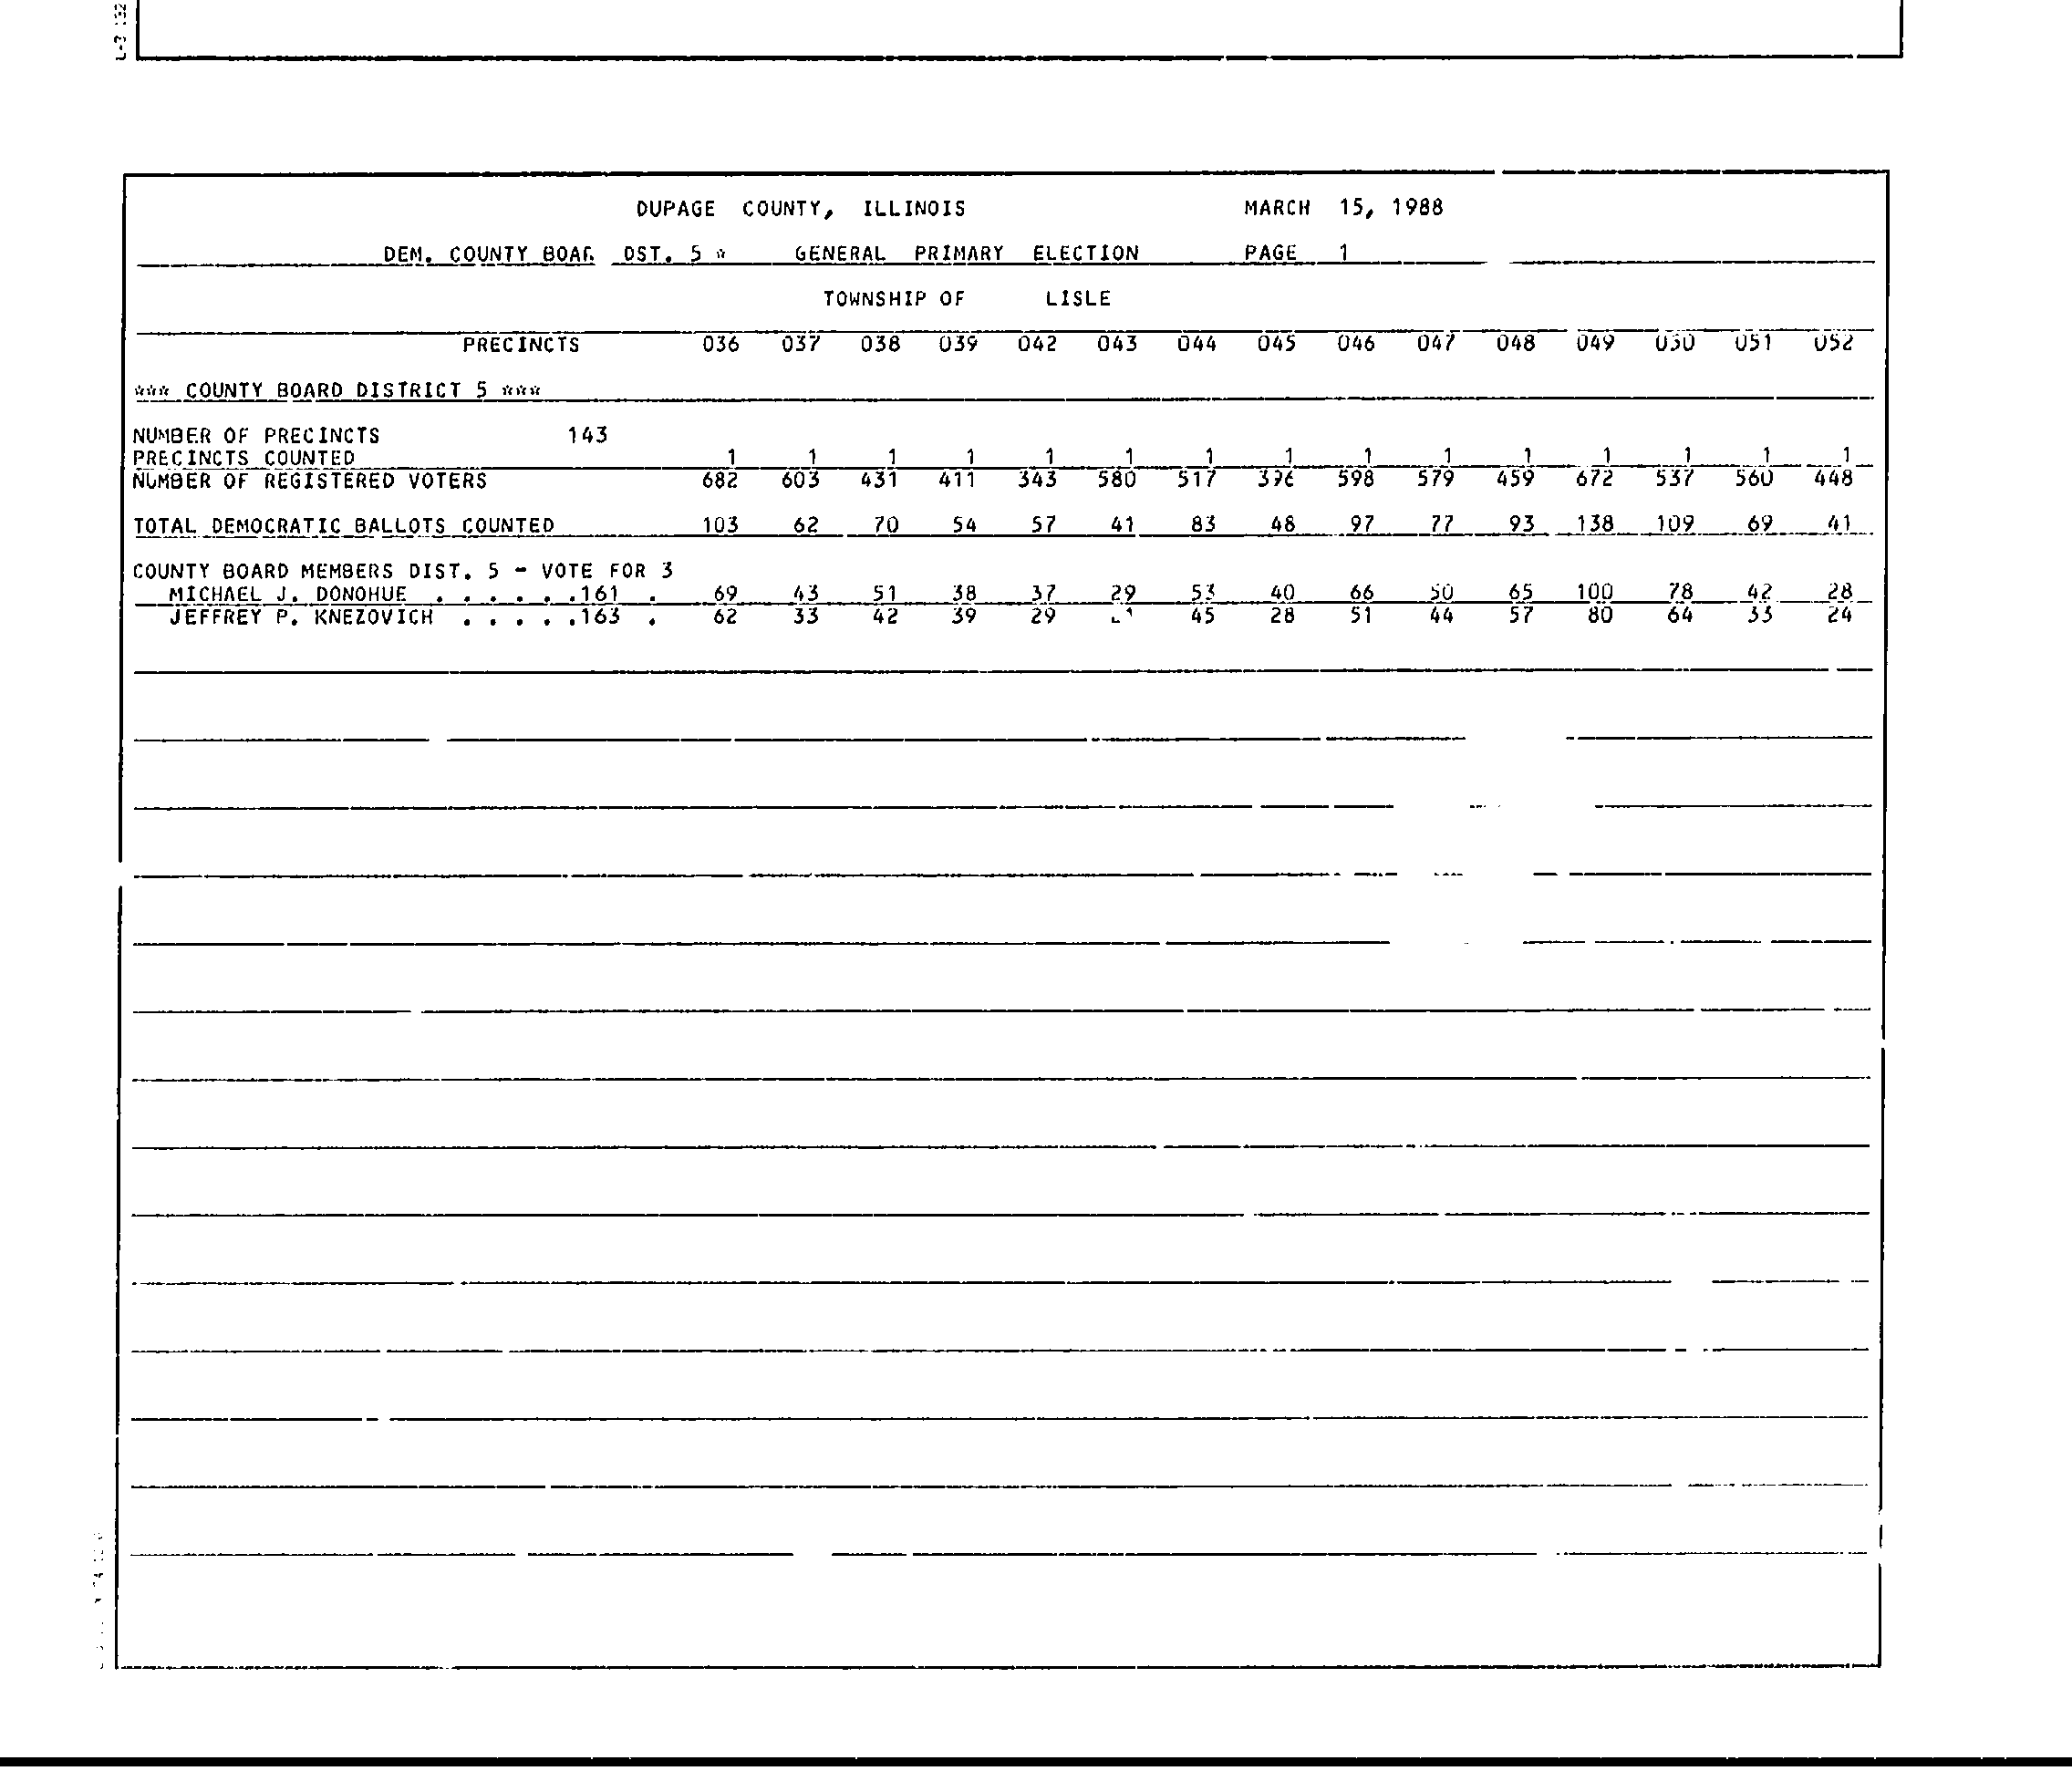 DUPAGE COUNTY, ILLINOIS MARCH 15, 1988
DEM. COUNTY DST. 5 * GENERAL PRIMARY ELECTION PAGE 1
TOWNSHIP OF LISLE
PRECINCTS 036 037 038 039 042 043 044 045 046 047 048 049 050 051 052
*** COUNTY BOARD DISTRICT 5 ***
NUMBER OF PRECINCTS 143
PRECINCTS COUNTED 1 1 1 1 1 1 1 1 1 1 1 1 1 1 1
NUMBER OF REGISTERED VOTERS 682 603 431 411 343 580 517 396 598 579 459 672 537 560 448
TOTAL DEMOCRATIC BALLOTS COUNTED 103 62 70 54 57 41 83 48 97 77 93 138 109 69 41
COUNTY BOARD MEMBERS DIST. 5 - VOTE FOR 3
MICHAEL J. DONOHUE . . . . . .161 . 69 43 51 38 37 29 53 40 66 50 65 100 78 42 28
JEFFREY P. KNEZOVICH . . . . .163 . 62 33 42 39 29 45 28 51 44 57 80 64 33 24